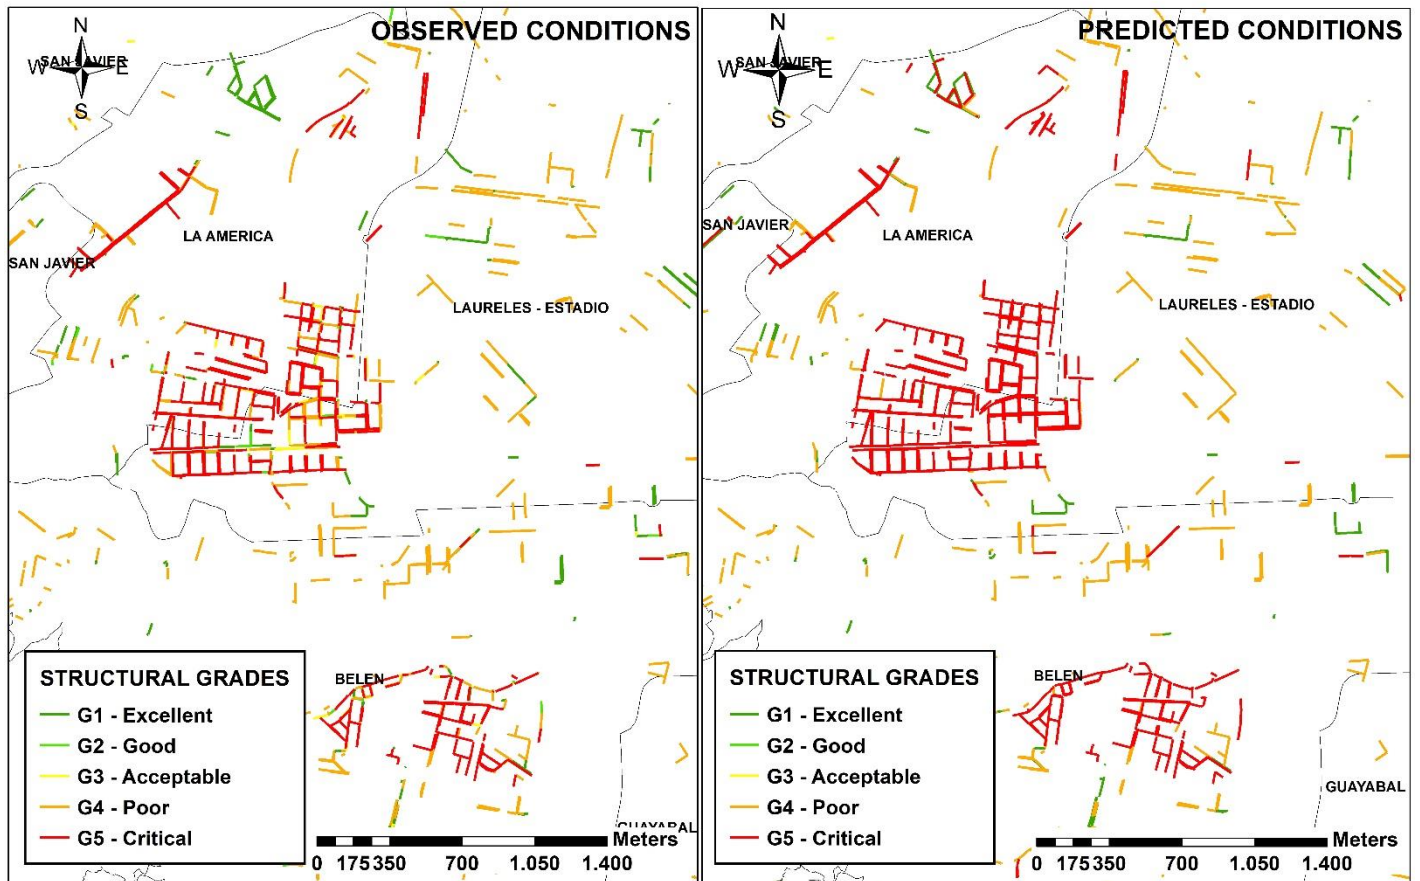 OBSERVED CONDITIONS
N
SAN JAVIER
W
E
S
LA AMERICA
SAN JAVIER
LAURELES - ESTADIO
BELEN
STRUCTURAL GRADES
G1 - Excellent
G2 - Good
G3 - Acceptable
G4 - Poor
G5 - Critical
GUAYABAL
Meters
0 175 350 700 1.050 1.400
PREDICTED CONDITIONS
N
SAN JAVIER
W
E
S
SAN JAVIER
LA AMERICA
LAURELES - ESTADIO
BELEN
STRUCTURAL GRADES
G1 - Excellent
G2 - Good
G3 - Acceptable
G4 - Poor
G5 - Critical
GUAYABAL
Meters
0 175 350 700 1.050 1.400